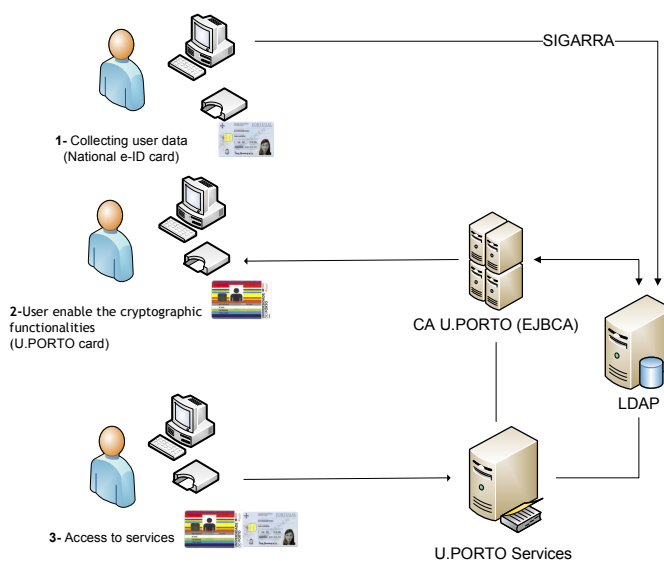 SIGARRA
1- Collecting user data
(National e-ID card)
2-User enable the cryptographic
functionalities
(U.PORTO card)
CA U.PORTO (EJBCA)
LDAP
3- Access to services
U.PORTO Services